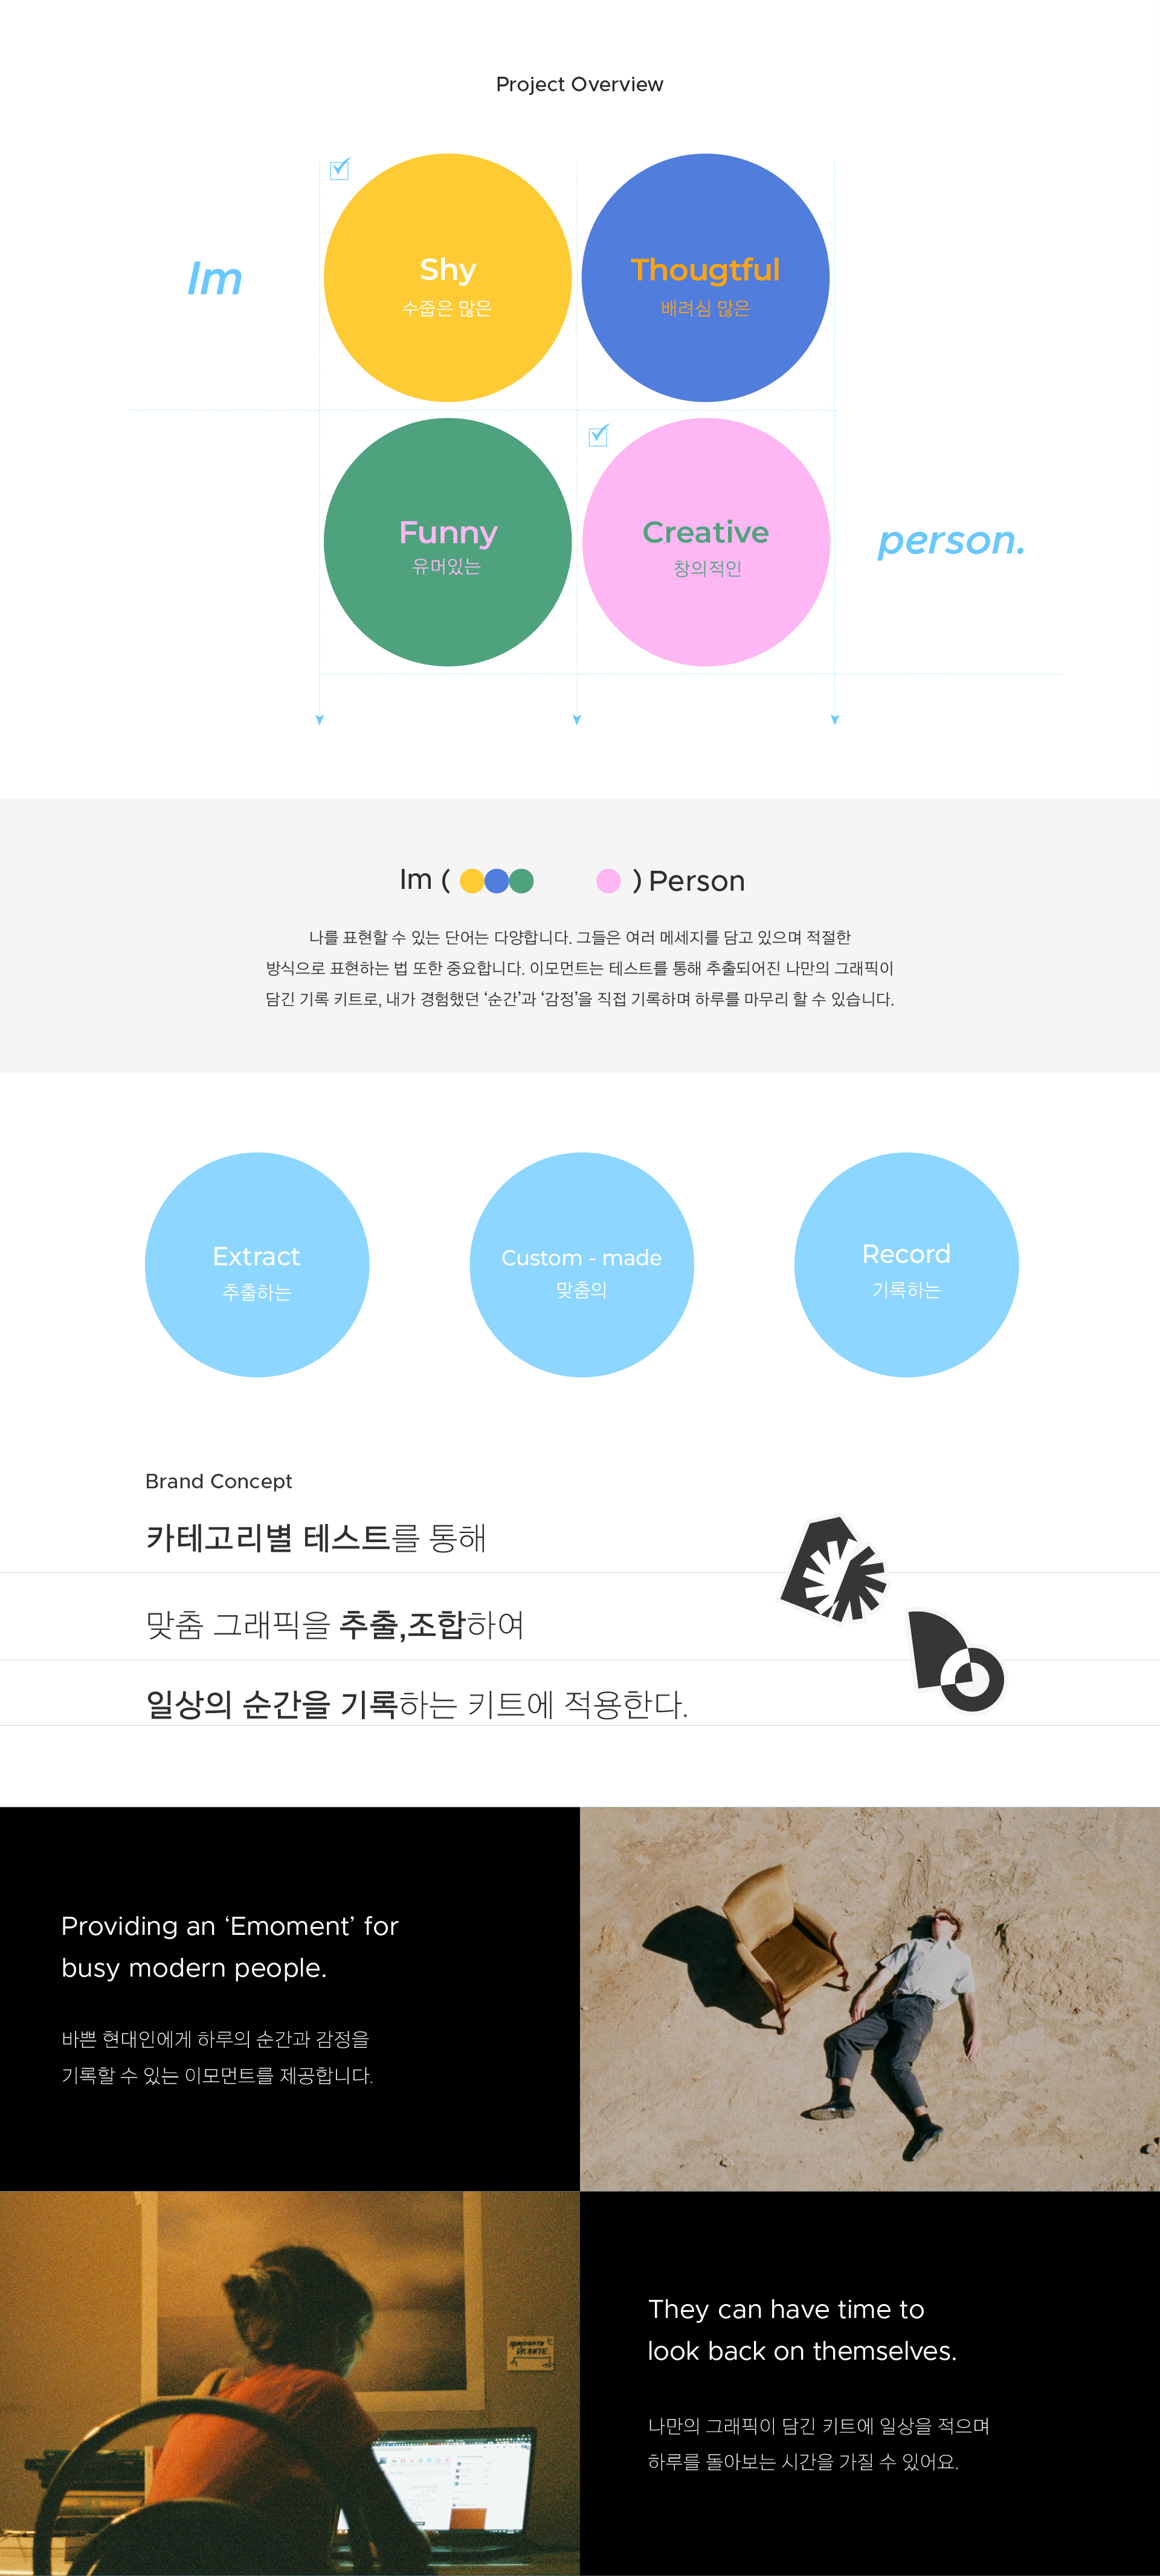 Project Overview
Im
Shy
수줍은 많은
Thougtful
배려심 많은
Funny
유머있는
Creative
창의적인
person.
Im ( ) Person
나를 표현할 수 있는 단어는 다양합니다. 그들은 여러 메세지를 담고 있으며 적절한
방식으로 표현하는 법 또한 중요합니다. 이모먼트는 테스트를 통해 추출되어진 나만의 그래픽이
담긴 기록 키트로, 내가 경험했던 ‘순간’과 ‘감정’을 직접 기록하며 하루를 마무리 할 수 있습니다.
Extract
추출하는
Custom - made
맞춤의
Record
기록하는
Brand Concept
카테고리별 테스트를 통해
맞춤 그래픽을 추출,조합하여
일상의 순간을 기록하는 키트에 적용한다.
Providing an ‘Emoment’ for
busy modern people.
바쁜 현대인에게 하루의 순간과 감정을
기록할 수 있는 이모먼트를 제공합니다.
They can have time to
look back on themselves.
나만의 그래픽이 담긴 키트에 일상을 적으며
하루를 돌아보는 시간을 가질 수 있어요.